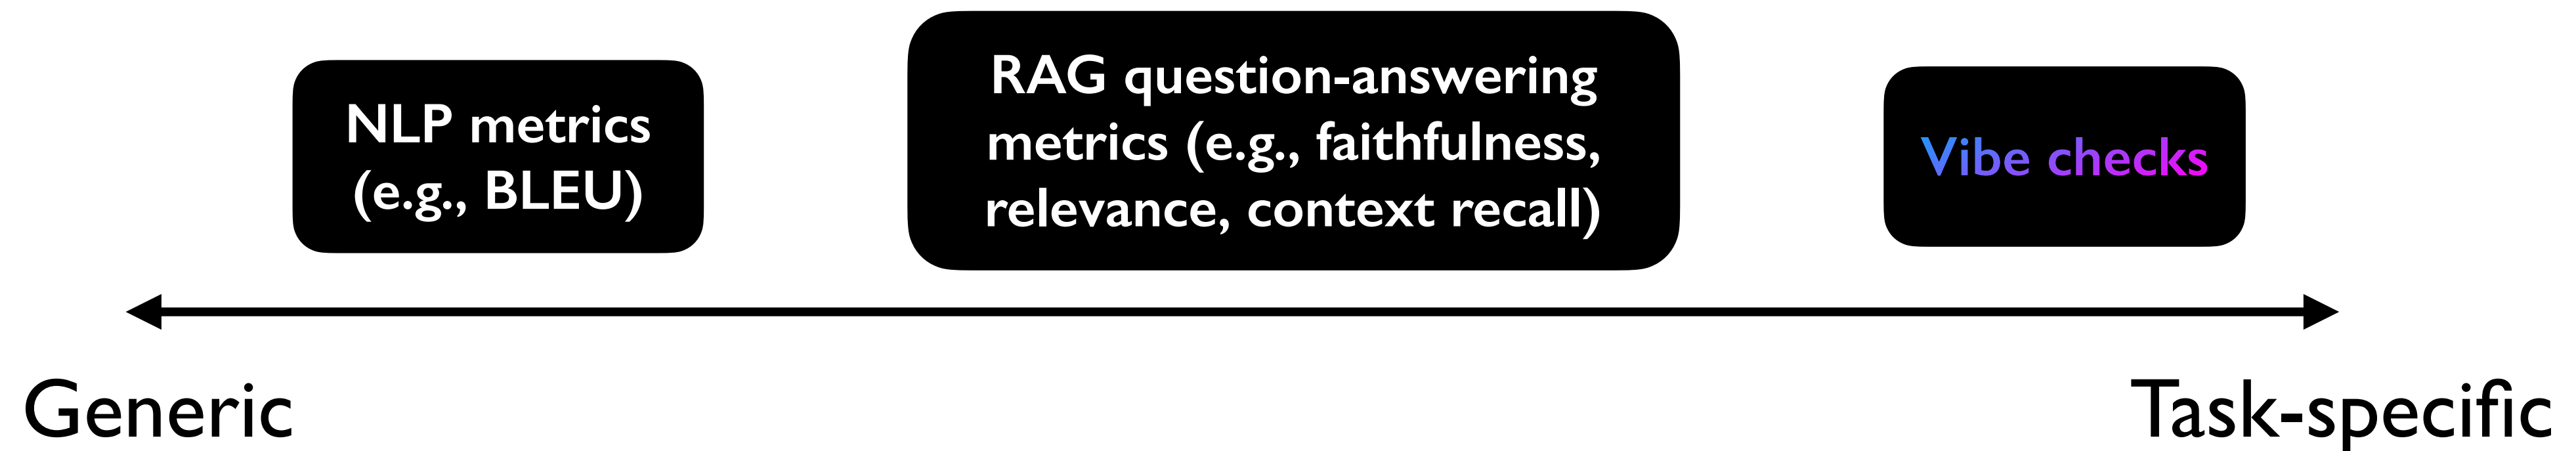 NLP metrics
(e.g., BLEU)
RAG question-answering
metrics (e.g., faithfulness,
relevance, context recall)
Vibe checks
Generic
Task-specific